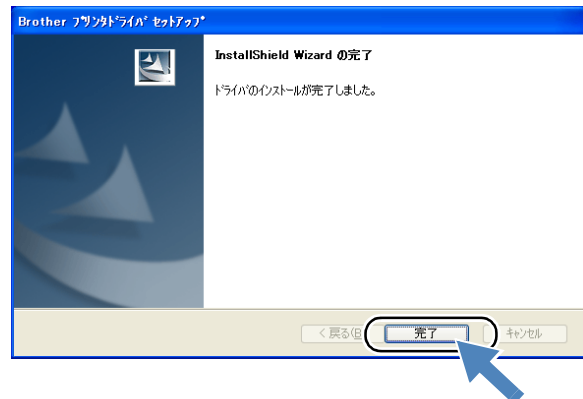 Brother ﾌﾟﾘﾝﾀﾄﾞﾗｲﾊﾞ ｾｯﾄｱｯﾌﾟ
InstallShield Wizard の完了
ﾄﾞﾗｲﾊﾞのｲﾝｽﾄｰﾙが完了しました。
< 戻る(B
完了
ｷｬﾝｾﾙ